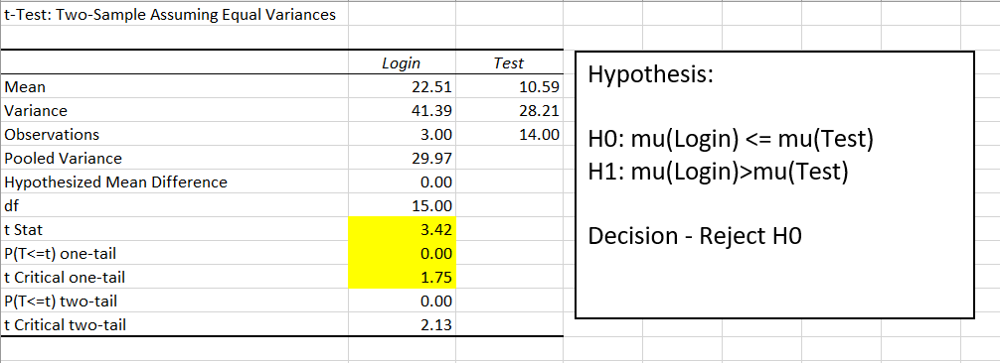 t-Test: Two-Sample Assuming Equal Variances
Login Test
Mean 22.51 10.59
Variance 41.39 28.21
Observations 3.00 14.00
Pooled Variance 29.97
Hypothesized Mean Difference 0.00
df 15.00
t Stat 3.42
P(T<=t) one-tail 0.00
t Critical one-tail 1.75
P(T<=t) two-tail 0.00
t Critical two-tail 2.13
Hypothesis:
H0: mu(Login) <= mu(Test)
H1: mu(Login)>mu(Test)
Decision - Reject H0